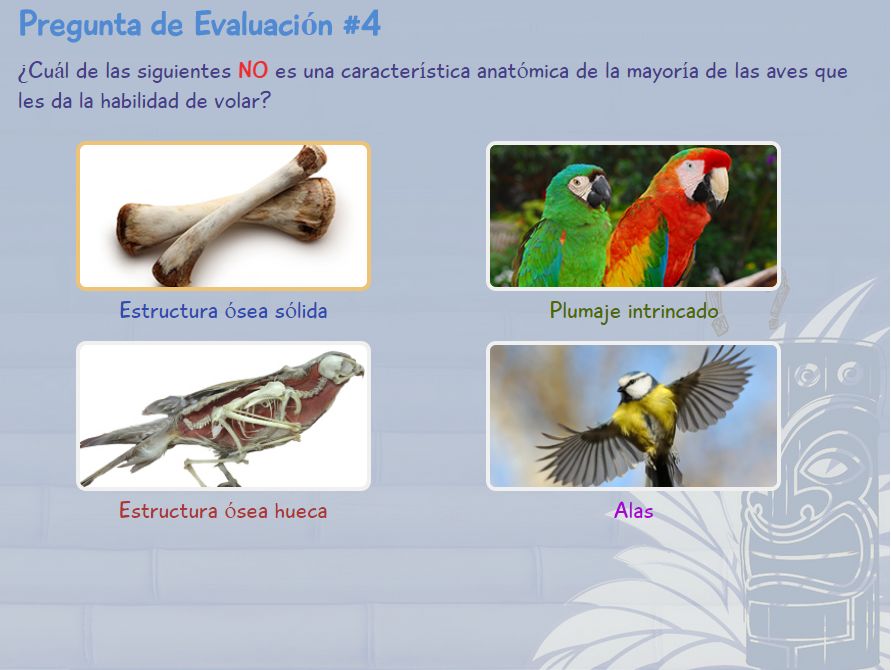 Pregunta de Evaluación #4
¿Cuál de las siguientes NO es una característica anatómica de la mayoría de las aves que
les da la habilidad de volar?
Estructura ósea sólida
Plumaje intrincado
Estructura ósea hueca
Alas